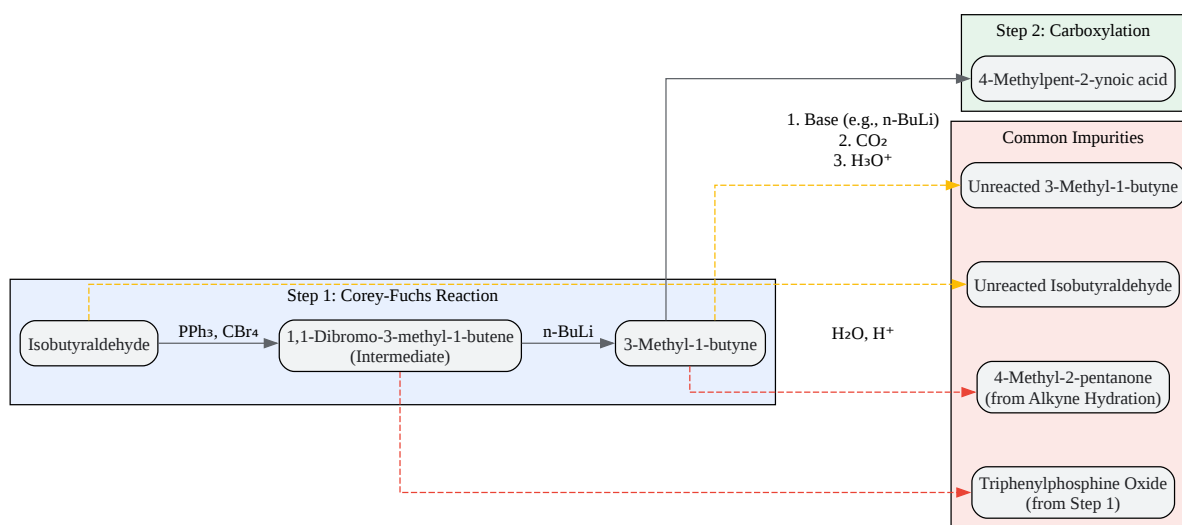 Step 2: Carboxylation
4-Methylpent-2-ynoic acid
1. Base (e.g., n-BuLi)
2. CO₂
3. H₃O⁺
Common Impurities
Unreacted 3-Methyl-1-butyne
Unreacted Isobutyraldehyde
Step 1: Corey-Fuchs Reaction
Isobutyraldehyde
PPh₃, CBr₄
1,1-Dibromo-3-methyl-1-butene
(Intermediate)
n-BuLi
3-Methyl-1-butyne
H₂O, H⁺
4-Methyl-2-pentanone
(from Alkyne Hydration)
Triphenylphosphine Oxide
(from Step 1)